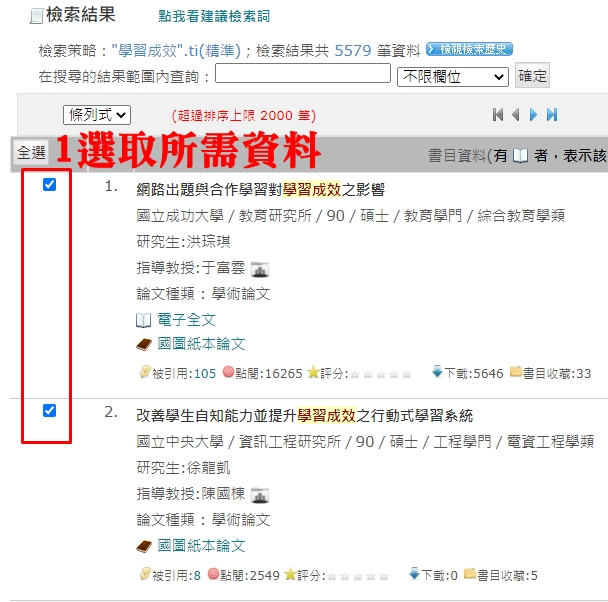 檢索結果 點我看建議檢索詞
檢索策略："學習成效".ti(精準)；檢索結果共 5579 筆資料 檢視檢索歷史
在搜尋的結果範圍內查詢： 不限欄位 確定
條列式 (超過排序上限 2000 筆)
全選 1選取所需資料 書目資料(有 者，表示該
1. 網路出題與合作學習對學習成效之影響
國立成功大學 / 教育研究所 / 90 / 碩士 / 教育學門 / 綜合教育學類
研究生:洪琮琪
指導教授:于富雲
論文種類：學術論文
電子全文
國圖紙本論文
被引用:105 點閱:16265 評分: 下載:5646 書目收藏:33
2. 改善學生自知能力並提升學習成效之行動式學習系統
國立中央大學 / 資訊工程研究所 / 90 / 碩士 / 工程學門 / 電資工程學類
研究生:徐龍凱
指導教授:陳國棟
論文種類：學術論文
國圖紙本論文
被引用:8 點閱:2549 評分: 下載:0 書目收藏:5